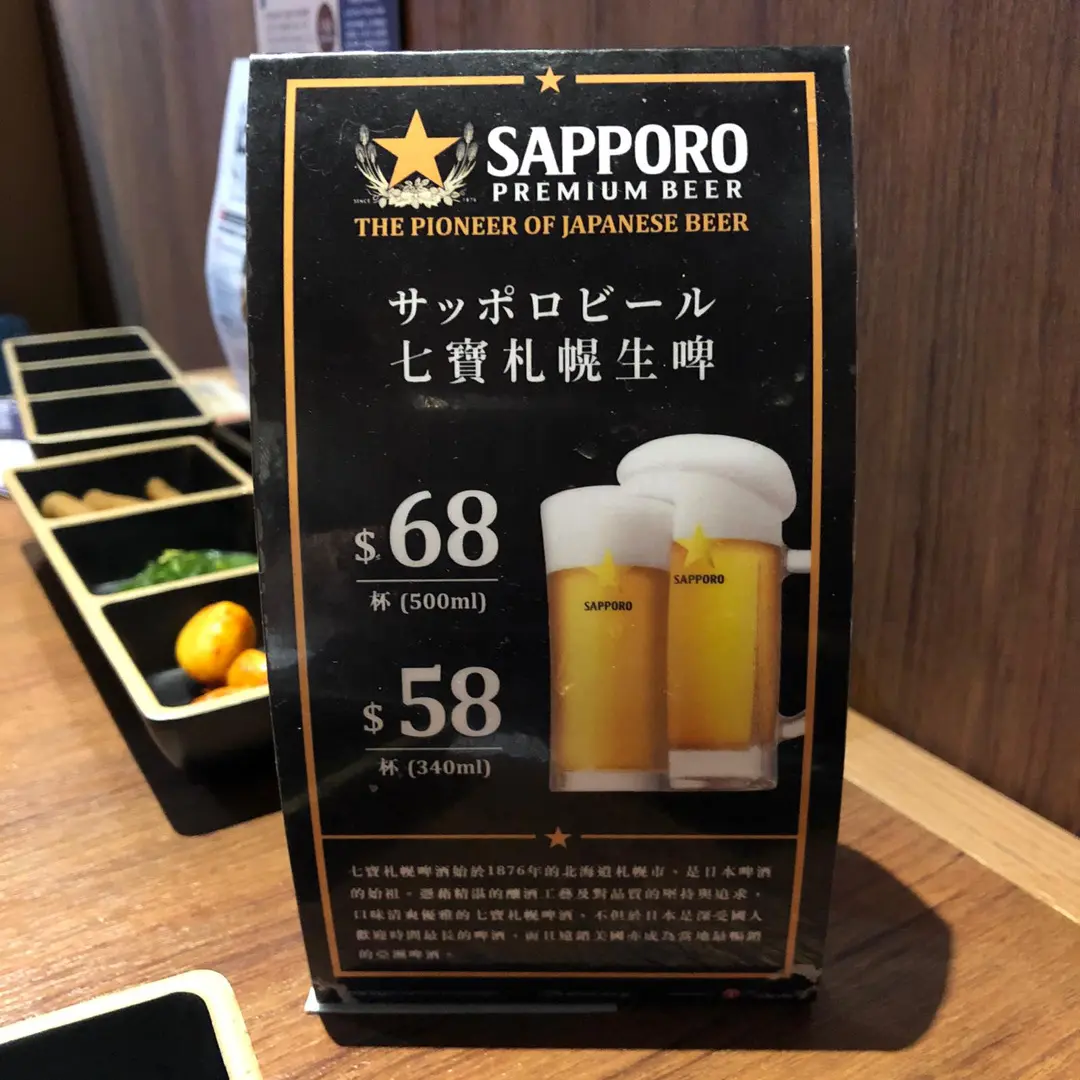 SAPPORO
PREMIUM BEER
SINCE 1876
THE PIONEER OF JAPANESE BEER
サッポロビール
七寶札幌生啤
$ 68
杯 (500ml)
$ 58
杯 (340ml)
SAPPORO
SAPPORO
七寶札幌啤酒始於1876年的北海道札幌市、是日本啤酒
的始祖。憑藉精湛的釀酒工藝及對品質的堅持與追求，
口味清爽優雅的七寶札幌啤酒、不但於日本是深受國人
歡迎時間最長的啤酒、而且遠銷美國亦成為當地最暢銷
的亞洲啤酒。